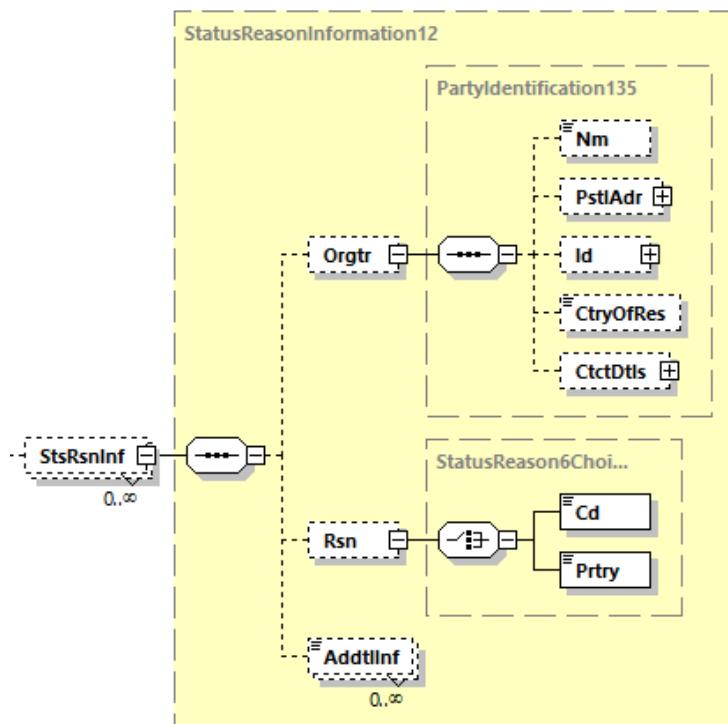 StatusReasonInformation12
PartyIdentification135
Nm
PstlAdr
Orgtr
Id
CtryOfRes
CtctDtls
StsRsnInf
0..∞
StatusReason6Choi...
Cd
Rsn
Prtry
AddtlInf
0..∞